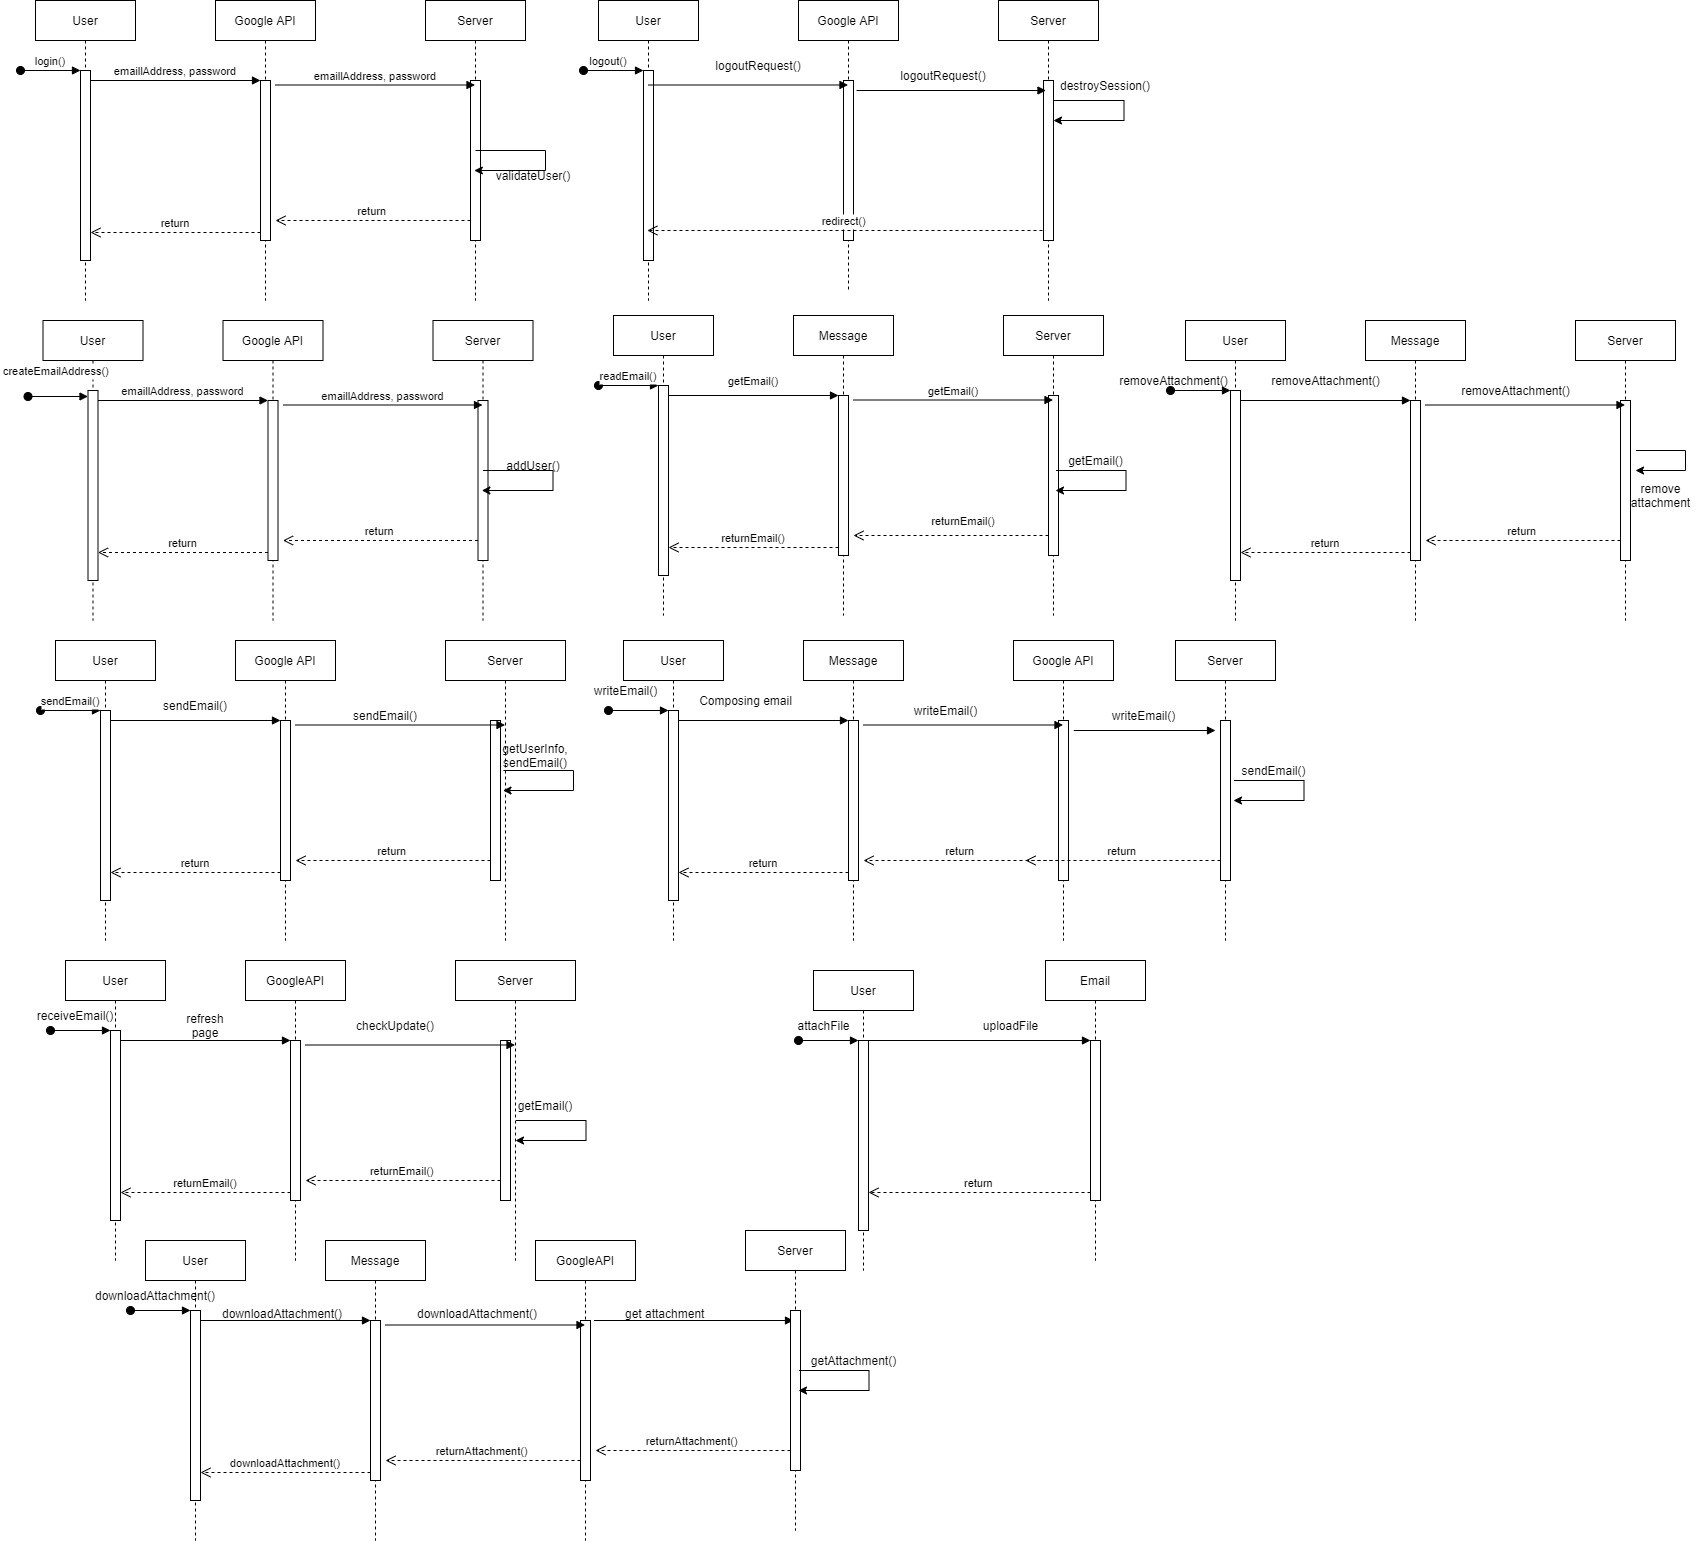 User
Google API
Server
login()
emaillAddress, password
emaillAddress, password
validateUser()
return
return
User
Google API
Server
logout()
logoutRequest()
logoutRequest()
destroySession()
redirect()
User
Google API
Server
createEmailAddress()
emaillAddress, password
emaillAddress, password
addUser()
return
return
User
Message
Server
readEmail()
getEmail()
getEmail()
getEmail()
returnEmail()
returnEmail()
User
Message
Server
removeAttachment()
removeAttachment()
removeAttachment()
remove
attachment
return
return
User
Google API
Server
sendEmail()
sendEmail()
sendEmail()
getUserInfo,
sendEmail()
return
return
User
Message
Google API
Server
writeEmail()
Composing email
writeEmail()
writeEmail()
sendEmail()
return
return
return
User
GoogleAPI
Server
receiveEmail()
refresh
page
checkUpdate()
getEmail()
returnEmail()
returnEmail()
User
Email
attachFile
uploadFile
return
User
Message
GoogleAPI
Server
downloadAttachment()
downloadAttachment()
downloadAttachment()
get attachment
getAttachment()
returnAttachment()
returnAttachment()
downloadAttachment()